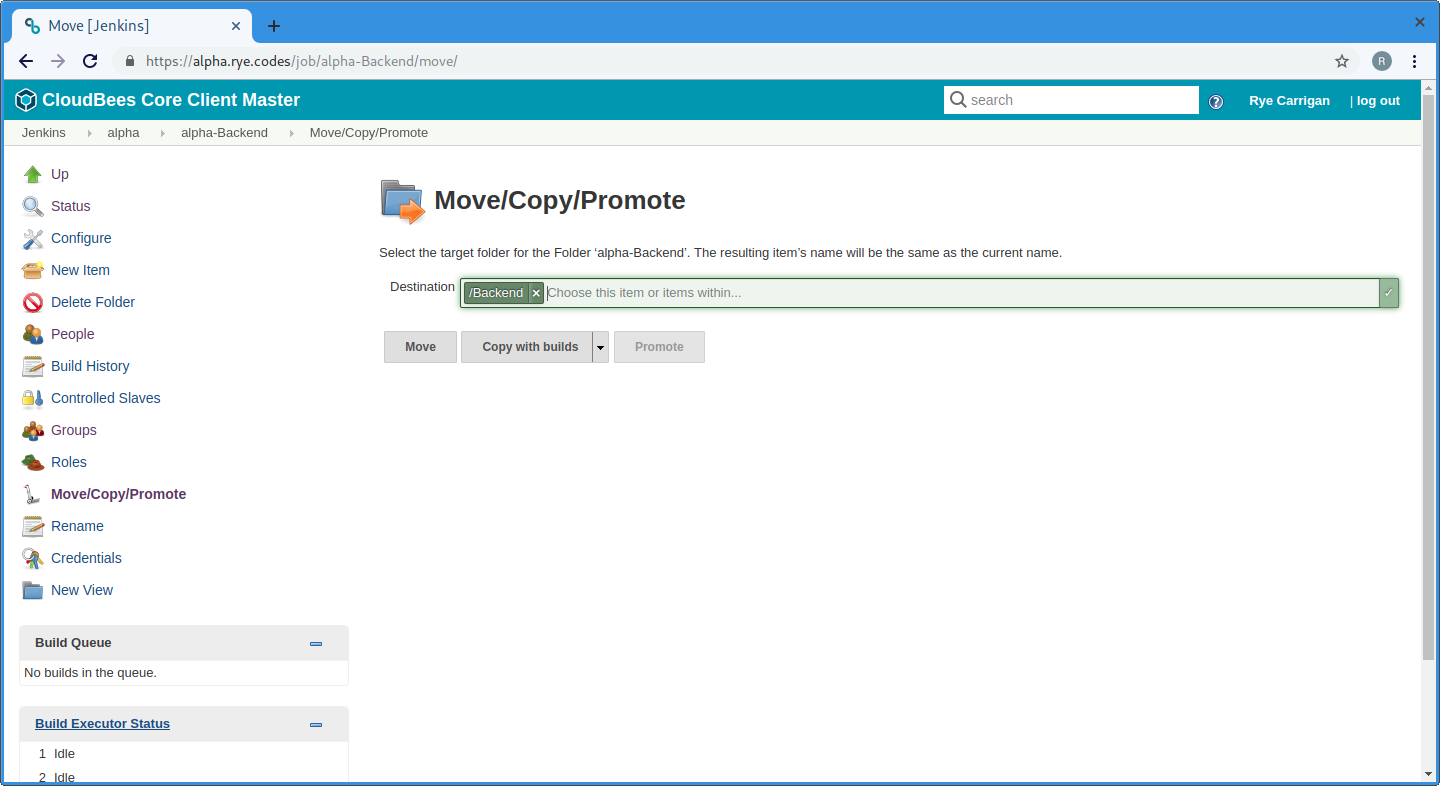 Move [Jenkins]
https://alpha.rye.codes/job/alpha-Backend/move/
R
CloudBees Core Client Master
search
?
Rye Carrigan
| log out
Jenkins alpha alpha-Backend Move/Copy/Promote
Up
Status
Configure
New Item
Delete Folder
People
Build History
Controlled Slaves
Groups
Roles
Move/Copy/Promote
Rename
Credentials
New View
Build Queue
No builds in the queue.
Build Executor Status
1 Idle
2 Idle
Move/Copy/Promote
Select the target folder for the Folder ‘alpha-Backend’. The resulting item’s name will be the same as the current name.
Destination /Backend × Choose this item or items within... ✓
Move Copy with builds Promote